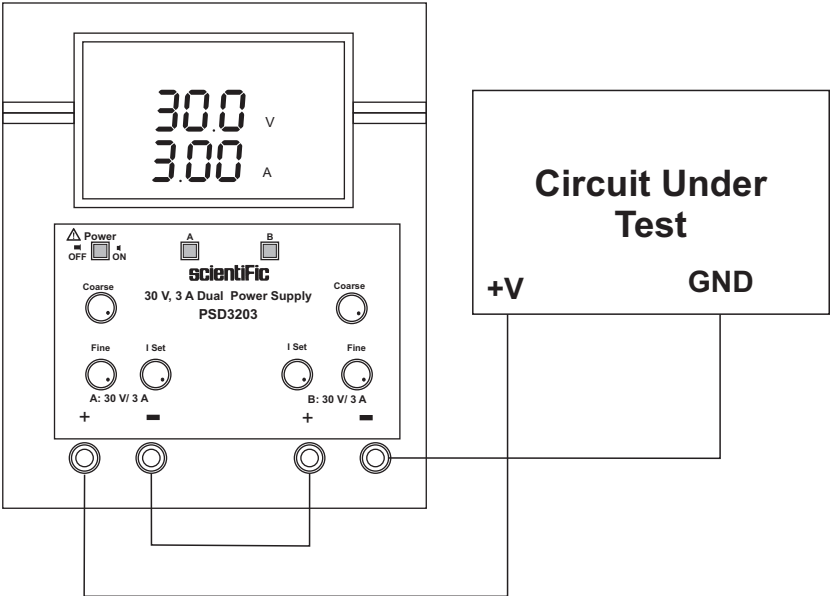 30.0 V
3.00 A
Power
OFF ON
A
B
scientiFic
30 V, 3 A Dual Power Supply
PSD3203
Coarse
Coarse
Fine
I Set
I Set
Fine
A: 30 V/ 3 A
B: 30 V/ 3 A
+ -
+ -
Circuit Under
Test
+V
GND